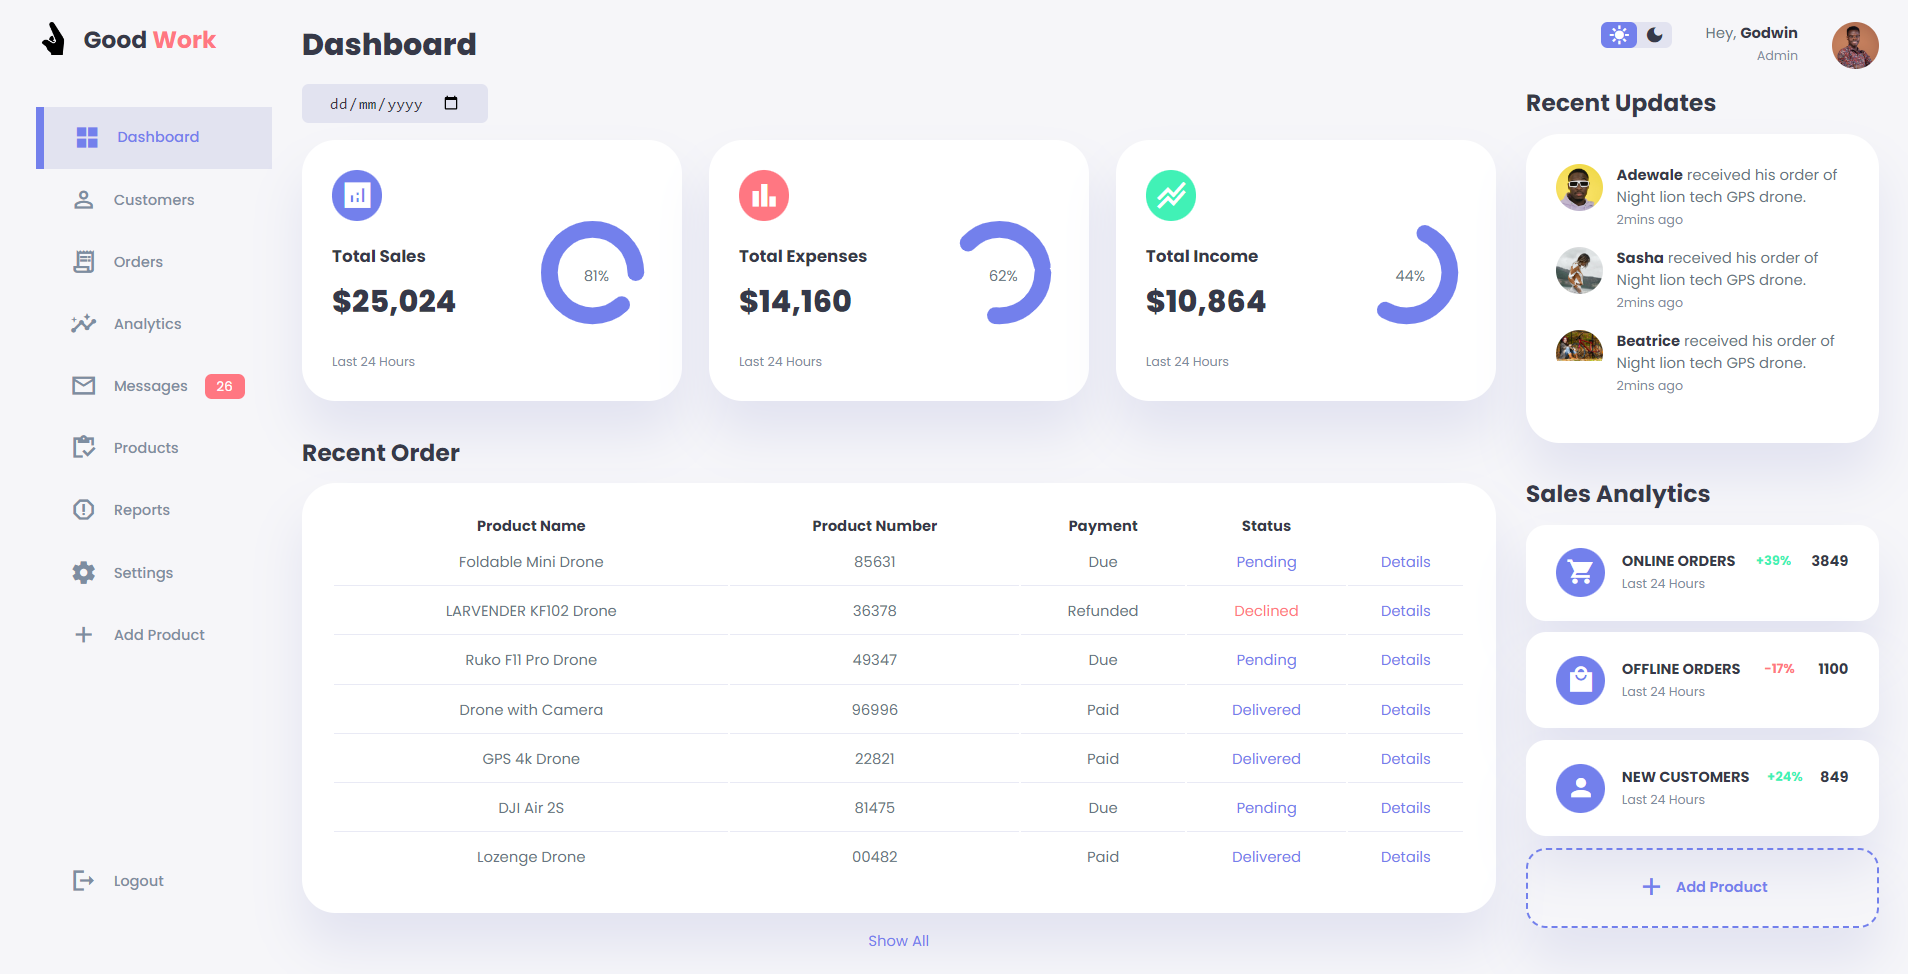 Good Work
Dashboard
Customers
Orders
Analytics
Messages 26
Products
Reports
Settings
Add Product
Logout
Dashboard
dd/mm/yyyy
Total Sales
$25,024
81%
Last 24 Hours
Total Expenses
$14,160
62%
Last 24 Hours
Total Income
$10,864
44%
Last 24 Hours
Recent Order
Product Name Product Number Payment Status
Foldable Mini Drone 85631 Due Pending Details
LARVENDER KF102 Drone 36378 Refunded Declined Details
Ruko F11 Pro Drone 49347 Due Pending Details
Drone with Camera 96996 Paid Delivered Details
GPS 4k Drone 22821 Paid Delivered Details
DJI Air 2S 81475 Due Pending Details
Lozenge Drone 00482 Paid Delivered Details
Show All
Hey, Godwin
Admin
Recent Updates
Adewale received his order of
Night lion tech GPS drone.
2mins ago
Sasha received his order of
Night lion tech GPS drone.
2mins ago
Beatrice received his order of
Night lion tech GPS drone.
2mins ago
Sales Analytics
ONLINE ORDERS +39% 3849
Last 24 Hours
OFFLINE ORDERS -17% 1100
Last 24 Hours
NEW CUSTOMERS +24% 849
Last 24 Hours
Add Product